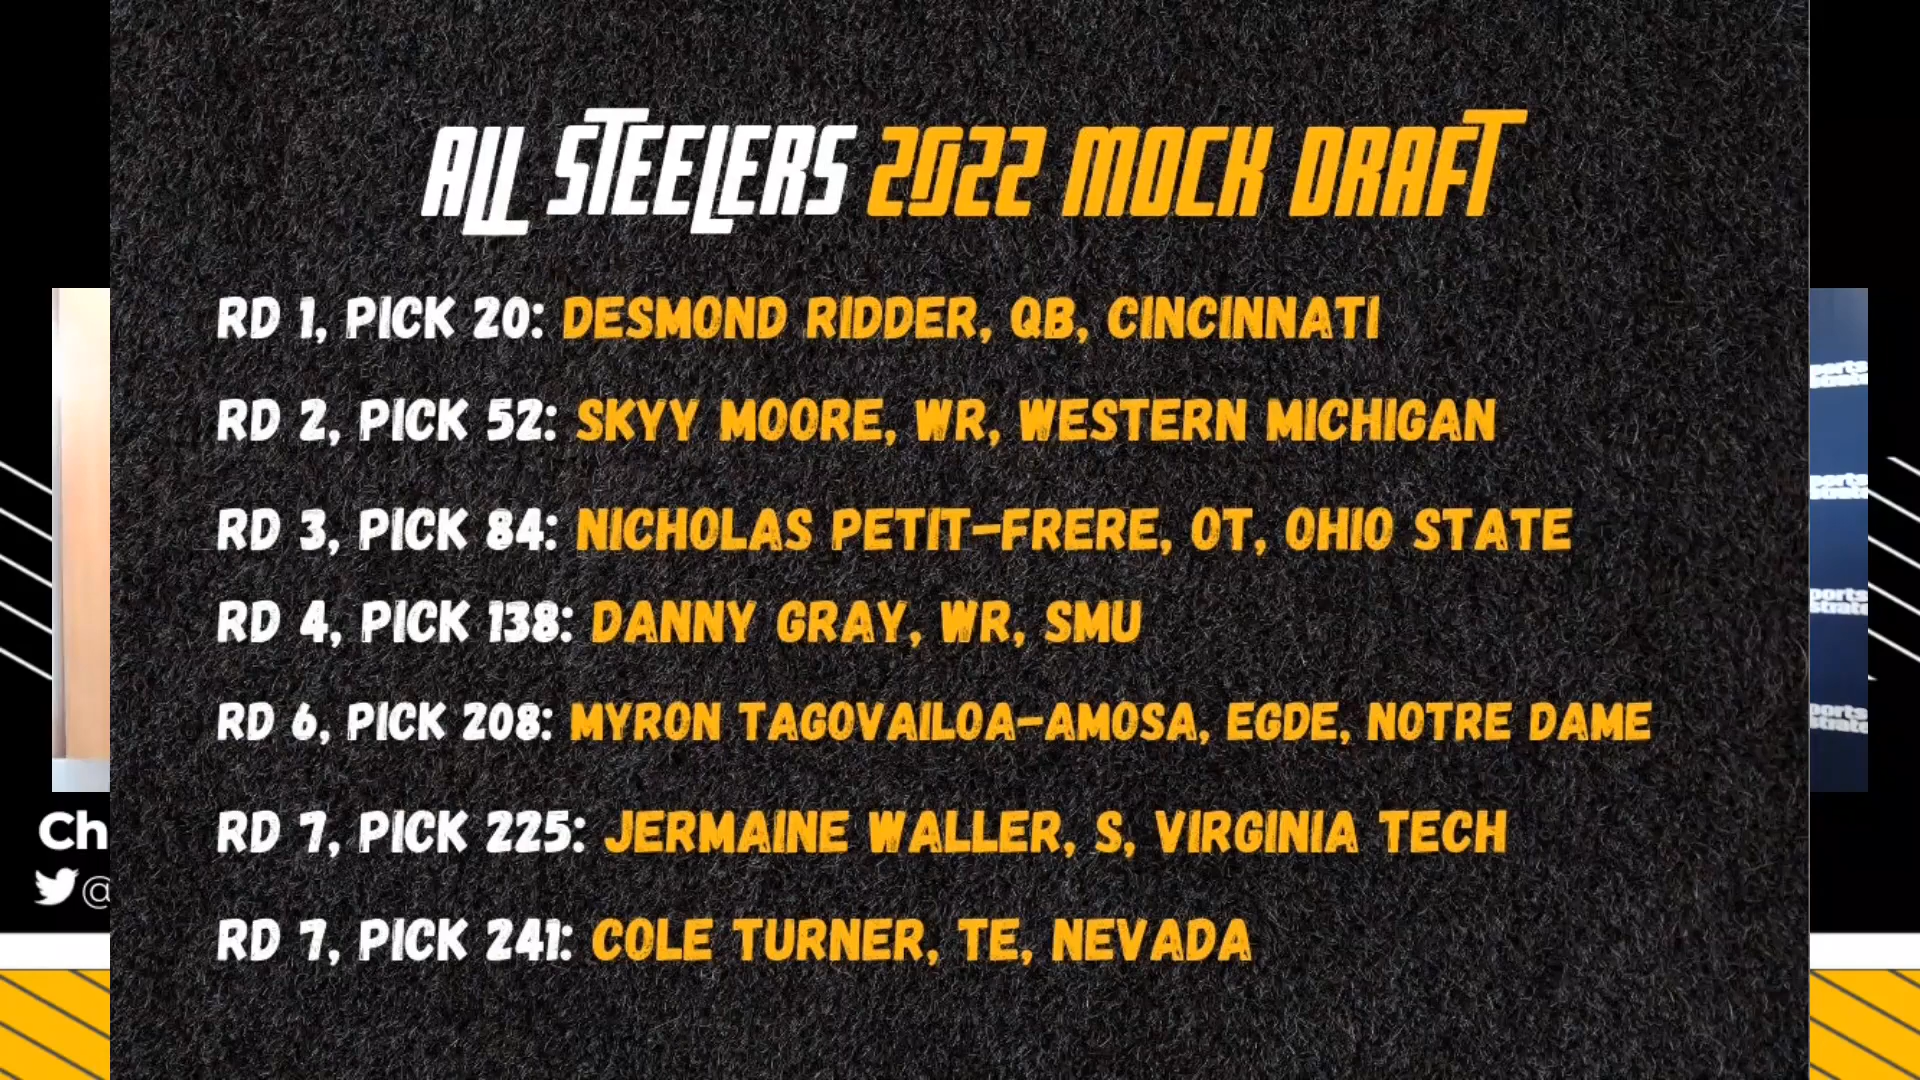 ALL STEELERS 2022 MOCK DRAFT
RD 1, PICK 20: DESMOND RIDDER, QB, CINCINNATI
RD 2, PICK 52: SKYY MOORE, WR, WESTERN MICHIGAN
RD 3, PICK 84: NICHOLAS PETIT-FRERE, OT, OHIO STATE
RD 4, PICK 138: DANNY GRAY, WR, SMU
RD 6, PICK 208: MYRON TAGOVAILOA-AMOSA, EGDE, NOTRE DAME
RD 7, PICK 225: JERMAINE WALLER, S, VIRGINIA TECH
RD 7, PICK 241: COLE TURNER, TE, NEVADA
Ch
@